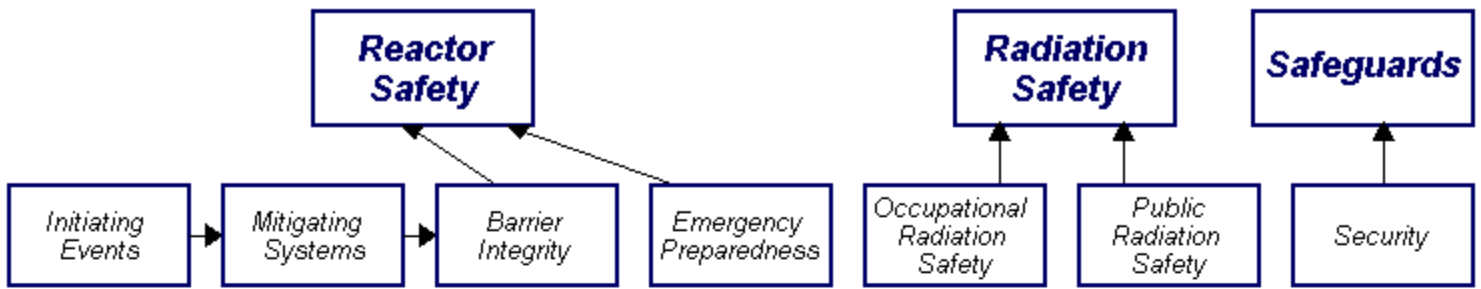 Reactor
Safety
Radiation
Safety
Safeguards
Initiating
Events
Mitigating
Systems
Barrier
Integrity
Emergency
Preparedness
Occupational
Radiation
Safety
Public
Radiation
Safety
Security